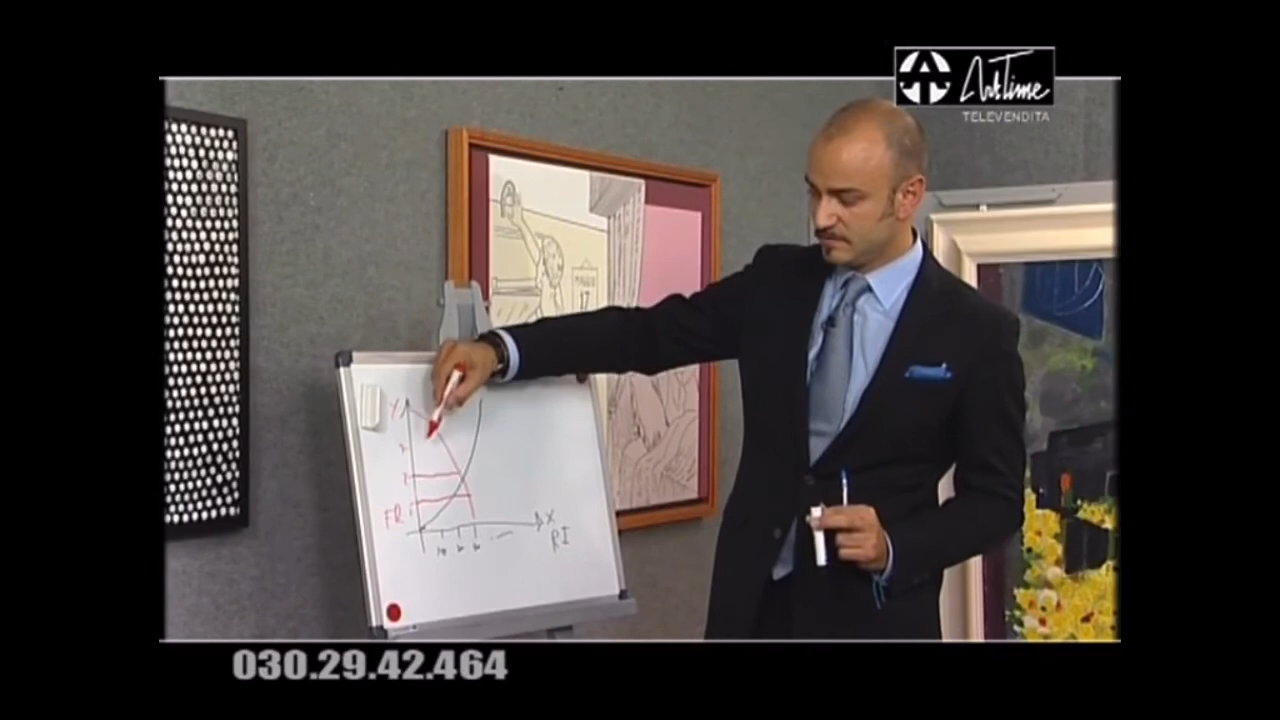 ArtTime
TELEVENDITA
MAGGIO
17
Y
X
FR
RI
030.29.42.464